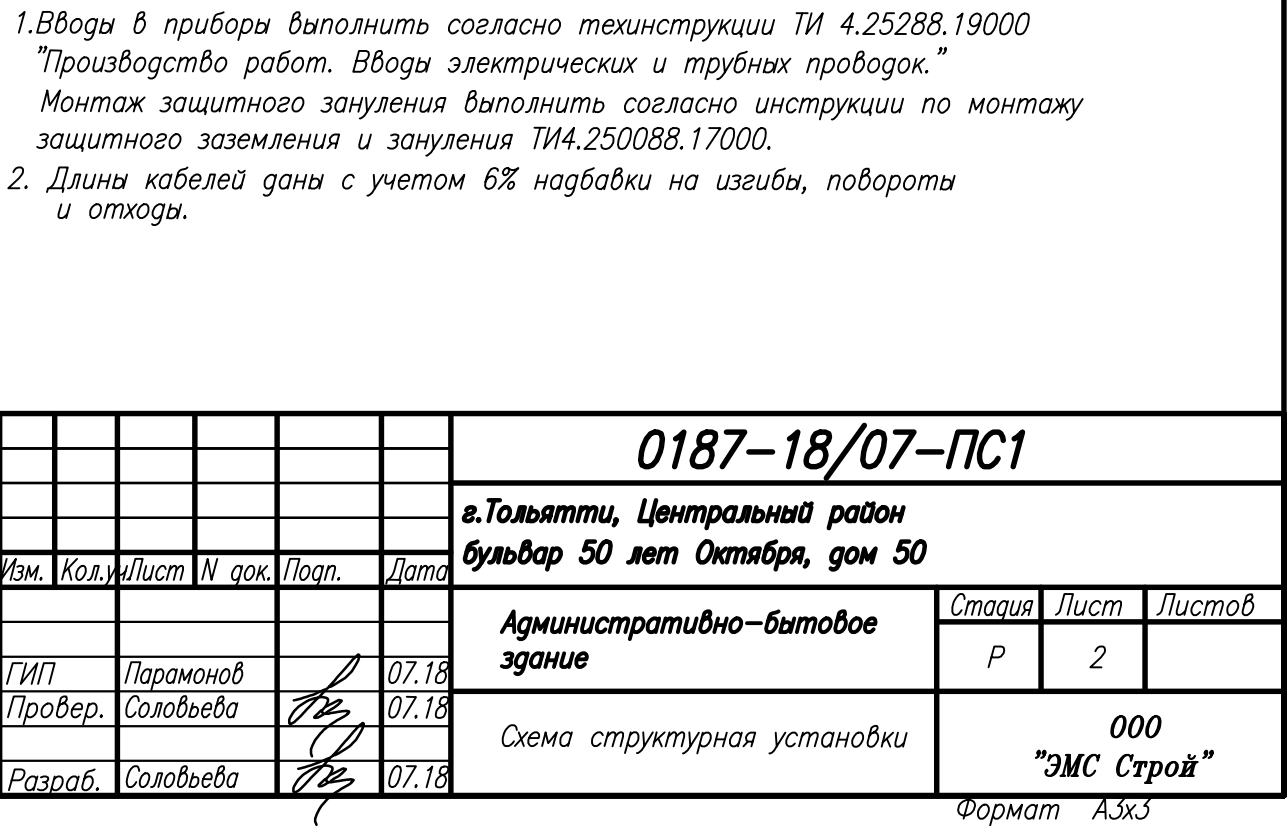 1.Вводы в приборы выполнить согласно техинструкции ТИ 4.25288.19000
"Производство работ. Вводы электрических и трубных проводок."
Монтаж защитного зануления выполнить согласно инструкции по монтажу
защитного заземления и зануления ТИ4.250088.17000.
2. Длины кабелей даны с учетом 6% надбавки на изгибы, повороты
и отходы.
0187-18/07-ПС1
г.Тольятти, Центральный район
бульвар 50 лет Октября, дом 50
Изм. Кол.уч Лист N док. Подп. Дата
Административно-бытовое
здание
Стадия Лист Листов
Р 2
ГИП Парамонов 07.18
Провер. Соловьева 07.18
Разраб. Соловьева 07.18
Схема структурная установки
ООО
"ЭМС Строй"
Формат А3х3